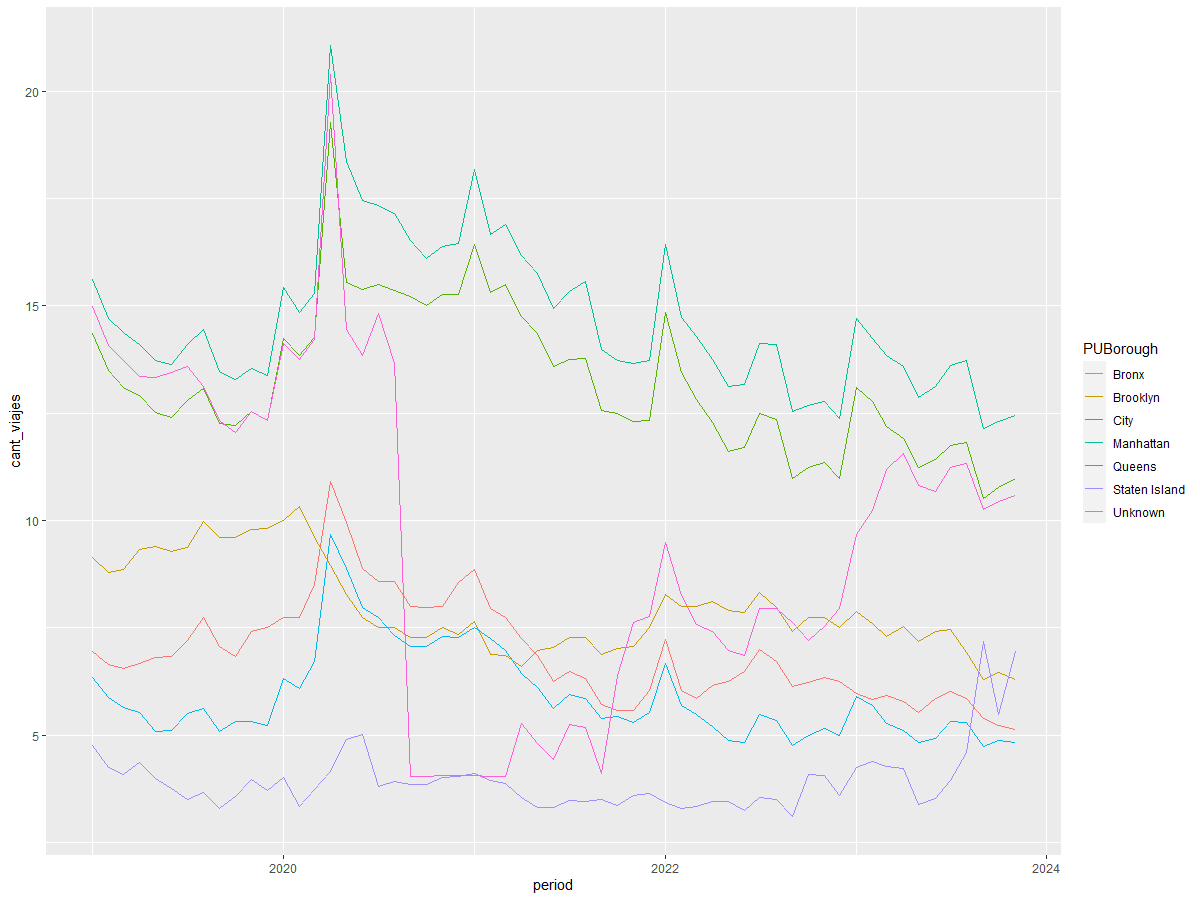 20
15
10
5
cant_viajes
2020
2022
2024
period
PUBorough
Bronx
Brooklyn
City
Manhattan
Queens
Staten Island
Unknown